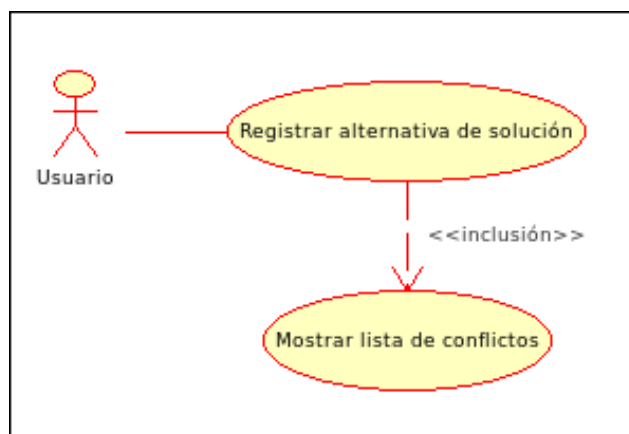 Registrar alternativa de solución
Usuario
<<inclusión>>
Mostrar lista de conflictos